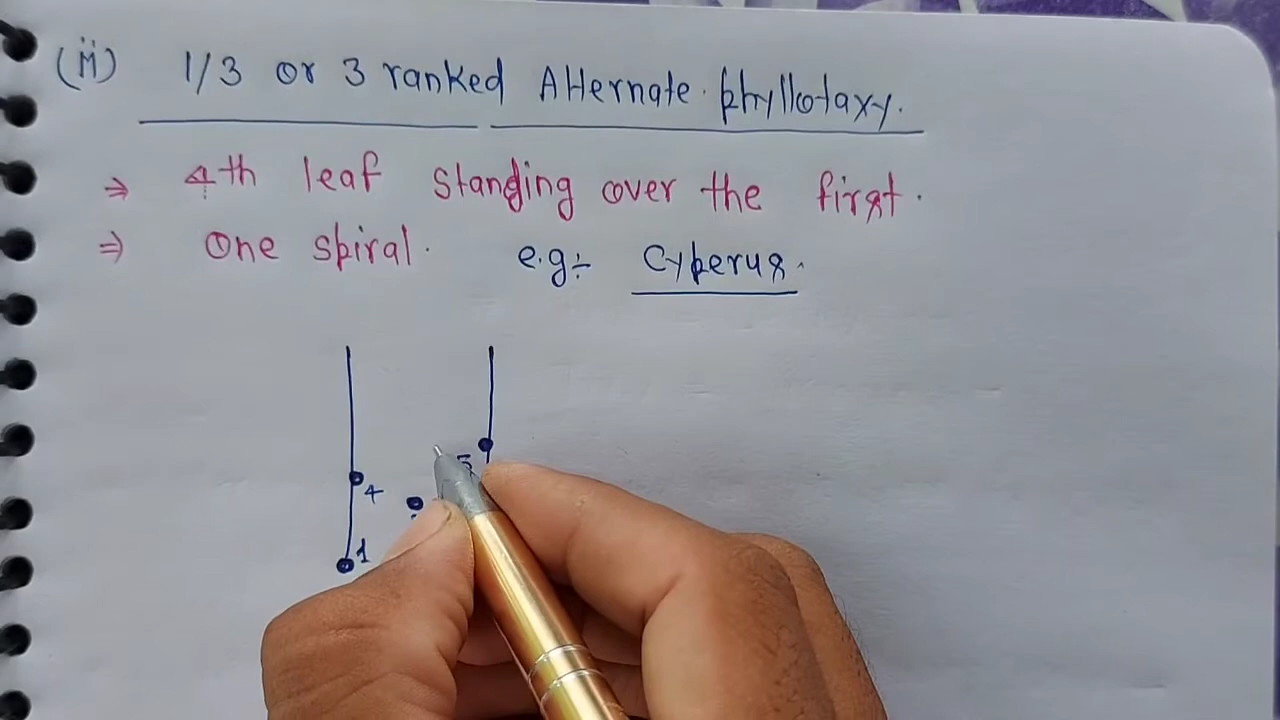 (ii) 1/3 or 3 ranked Alternate phyllotaxy.
⇒ 4th leaf standing over the first.
⇒ One spiral. e.g:- Cyperus.
5
4
1